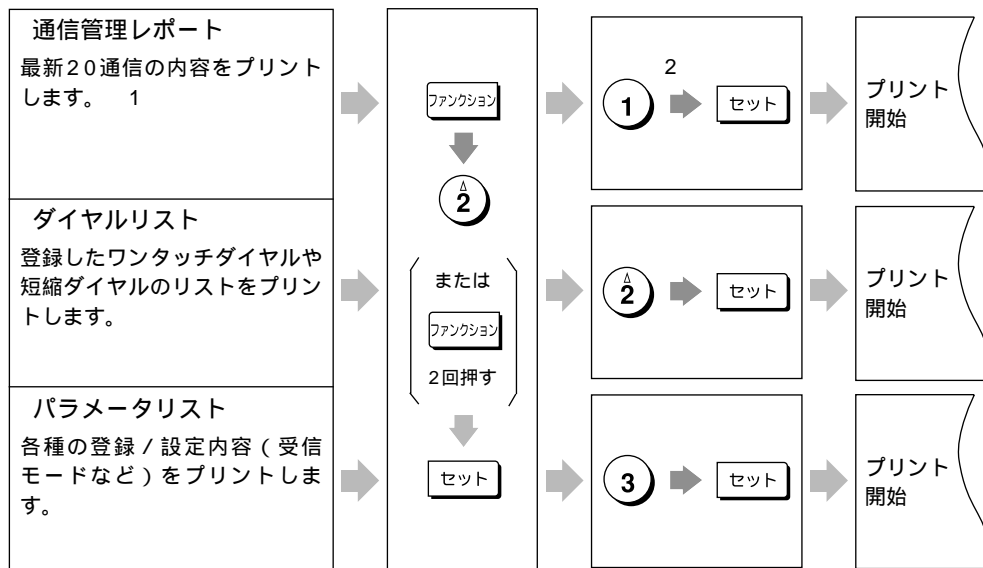 通信管理レポート
最新20通信の内容をプリント
します。 1
ダイヤルリスト
登録したワンタッチダイヤルや
短縮ダイヤルのリストをプリン
トします。
パラメータリスト
各種の登録/設定内容(受信
モードなど)をプリントしま
す。
ファンクション
2
または
ファンクション
2回押す
セット
2
1
セット
2
セット
3
セット
プリント
開始
プリント
開始
プリント
開始